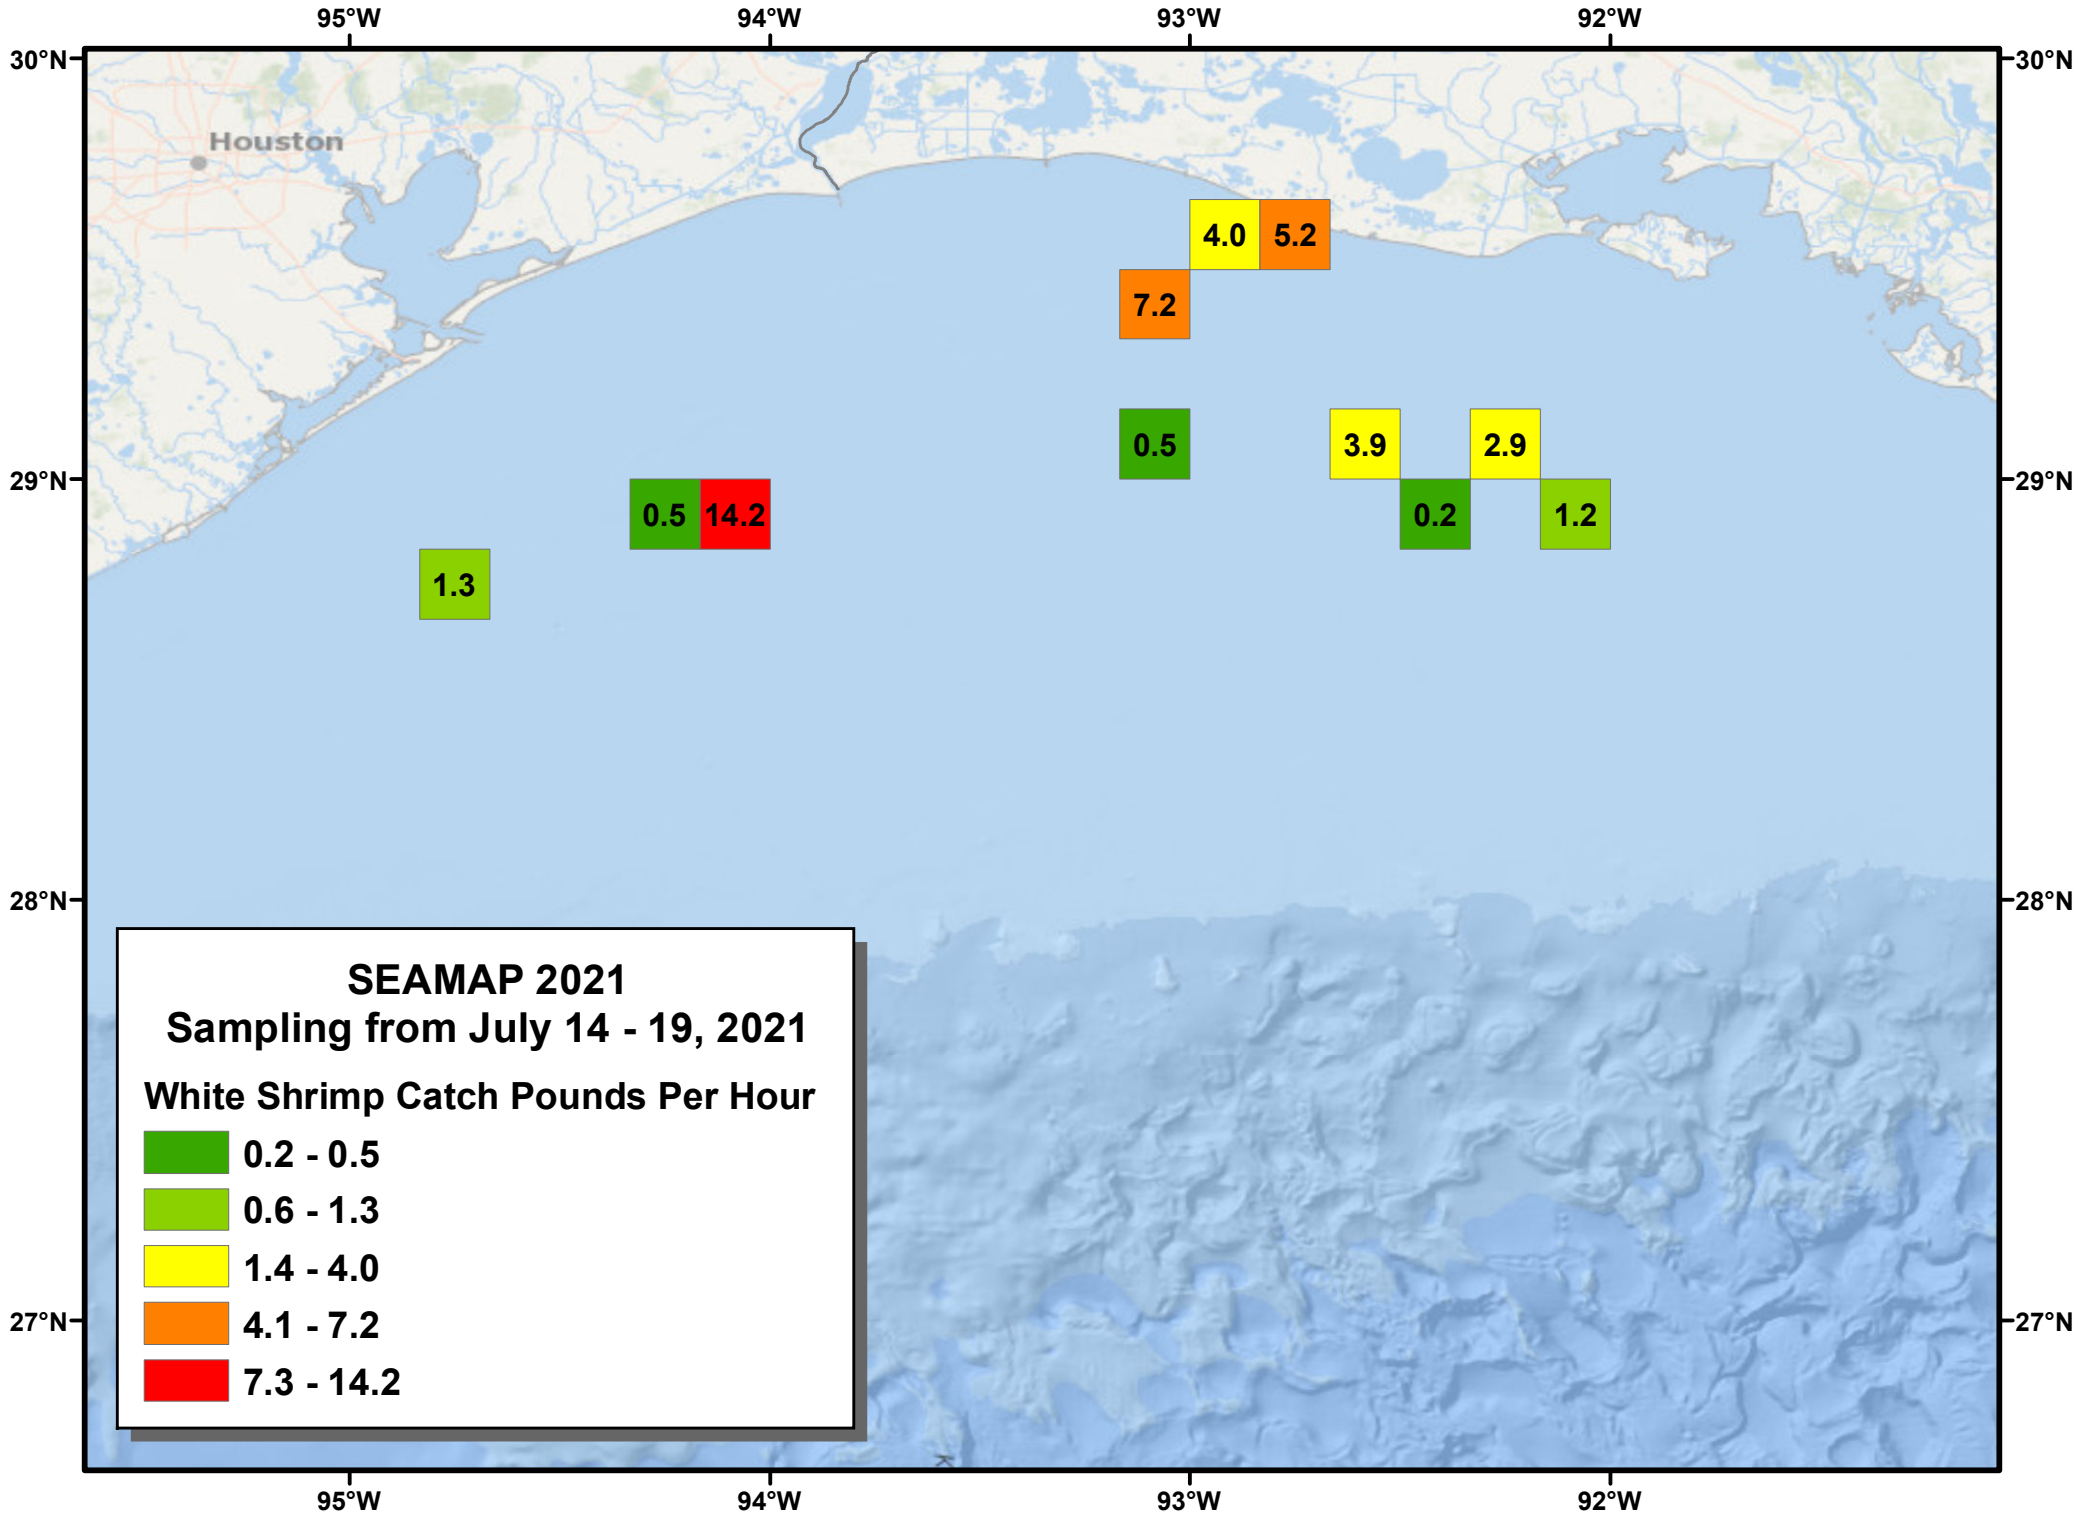 95°W 94°W 93°W 92°W
30°N 30°N
Houston
4.0 5.2
7.2
0.5 3.9 2.9
29°N 29°N
0.5 14.2 0.2 1.2
1.3
28°N 28°N
SEAMAP 2021
Sampling from July 14 - 19, 2021
White Shrimp Catch Pounds Per Hour
0.2 - 0.5
0.6 - 1.3
1.4 - 4.0
27°N 27°N
4.1 - 7.2
7.3 - 14.2
95°W 94°W 93°W 92°W